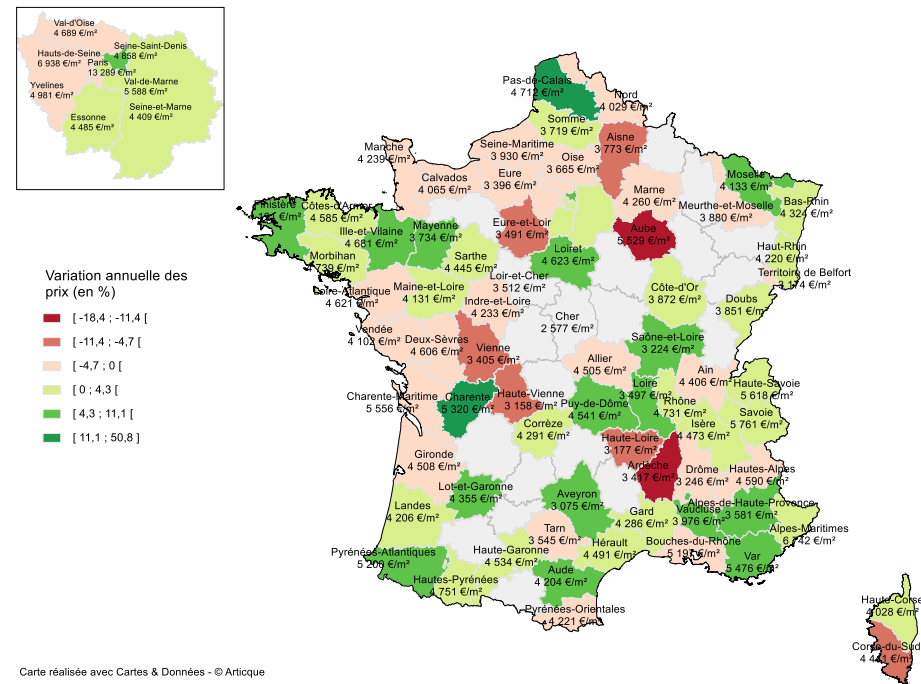 Val-d'Oise
4 689 €/m²
Hauts-de-Seine
6 938 €/m²
Seine-Saint-Denis
4 858 €/m²
Paris
13 289 €/m²
Yvelines
4 981 €/m²
Val-de-Marne
5 588 €/m²
Seine-et-Marne
4 409 €/m²
Essonne
4 485 €/m²
Pas-de-Calais
4 712 €/m²
Nord
4 029 €/m²
Somme
3 719 €/m²
Aisne
3 773 €/m²
Seine-Maritime
3 930 €/m²
Oise
3 665 €/m²
Manche
4 239 €/m²
Calvados
4 065 €/m²
Eure
3 396 €/m²
Marne
4 260 €/m²
Moselle
4 133 €/m²
Meurthe-et-Moselle
3 880 €/m²
Bas-Rhin
4 324 €/m²
Finistère
€/m²
Côtes-d'Armor
4 585 €/m²
Ille-et-Vilaine
4 681 €/m²
Mayenne
3 734 €/m²
Eure-et-Loir
3 491 €/m²
Aube
5 529 €/m²
Haut-Rhin
4 220 €/m²
Morbihan
739 €/m²
Sarthe
4 445 €/m²
Loiret
4 623 €/m²
Territoire de Belfort
3 174 €/m²
Loir-et-Cher
3 512 €/m²
Loire-Atlantique
4 621 €/m²
Maine-et-Loire
4 131 €/m²
Indre-et-Loire
4 233 €/m²
Côte-d'Or
3 872 €/m²
Doubs
3 851 €/m²
Cher
2 577 €/m²
Vendée
4 102 €/m²
Deux-Sèvres
4 606 €/m²
Vienne
3 405 €/m²
Saône-et-Loire
3 224 €/m²
Allier
4 505 €/m²
Ain
4 406 €/m²
Haute-Savoie
5 618 €/m²
Charente-Maritime
5 556 €/m²
Charente
5 320 €/m²
Haute-Vienne
3 158 €/m²
Puy-de-Dôme
4 541 €/m²
Loire
3 497 €/m²
Rhône
4 731 €/m²
Savoie
5 761 €/m²
Corrèze
4 291 €/m²
Isère
4 473 €/m²
Haute-Loire
3 177 €/m²
Gironde
4 508 €/m²
Ardèche
3 417 €/m²
Drôme
3 246 €/m²
Hautes-Alpes
4 590 €/m²
Lot-et-Garonne
4 355 €/m²
Aveyron
3 075 €/m²
Landes
4 206 €/m²
Gard
4 286 €/m²
Vaucluse
3 976 €/m²
Alpes-de-Haute-Provence
3 581 €/m²
Tarn
3 545 €/m²
Hérault
4 491 €/m²
Bouches-du-Rhône
5 197 €/m²
Alpes-Maritimes
€/m²
Pyrénées-Atlantiques
5 200 €/m²
Haute-Garonne
4 534 €/m²
Var
5 476 €/m²
Hautes-Pyrénées
4 751 €/m²
Aude
4 204 €/m²
Pyrénées-Orientales
4 221 €/m²
Haute-Corse
4 028 €/m²
Corse-du-Sud
€/m²
Variation annuelle des
prix (en %)
[ -18,4 ; -11,4 [
[ -11,4 ; -4,7 [
[ -4,7 ; 0 [
[ 0 ; 4,3 [
[ 4,3 ; 11,1 [
[ 11,1 ; 50,8 ]
Carte réalisée avec Cartes & Données - © Articque